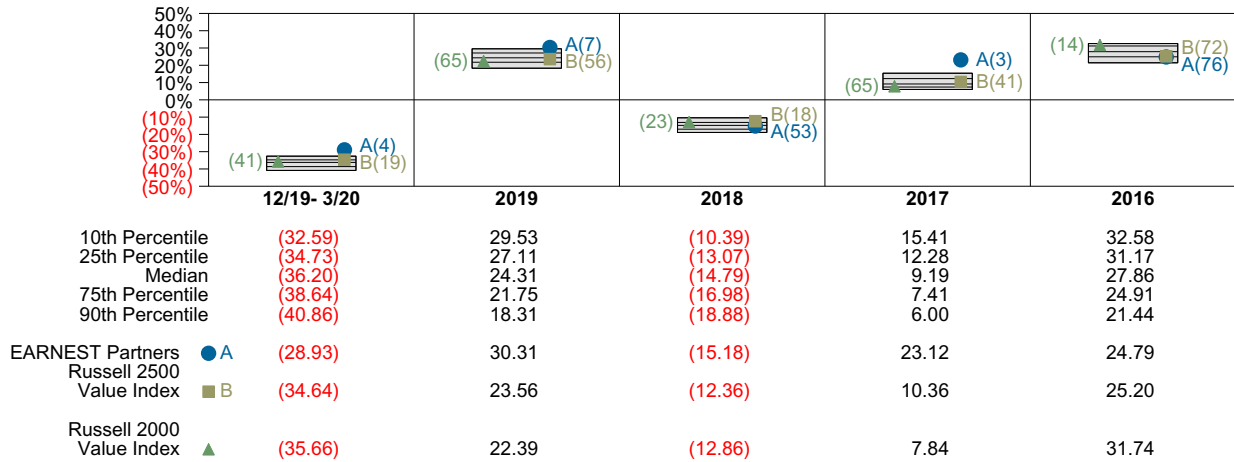 50%
40%
30%
20%
10%
0%
(10%)
(20%)
(30%)
(40%)
(50%)
(41)
A(4)
B(19)
(65)
A(7)
B(56)
(23)
B(18)
A(53)
(65)
A(3)
B(41)
(14)
B(72)
A(76)
12/19- 3/20 2019 2018 2017 2016
10th Percentile (32.59) 29.53 (10.39) 15.41 32.58
25th Percentile (34.73) 27.11 (13.07) 12.28 31.17
Median (36.20) 24.31 (14.79) 9.19 27.86
75th Percentile (38.64) 21.75 (16.98) 7.41 24.91
90th Percentile (40.86) 18.31 (18.88) 6.00 21.44
EARNEST Partners A (28.93) 30.31 (15.18) 23.12 24.79
Russell 2500
Value Index B (34.64) 23.56 (12.36) 10.36 25.20
Russell 2000
Value Index (35.66) 22.39 (12.86) 7.84 31.74